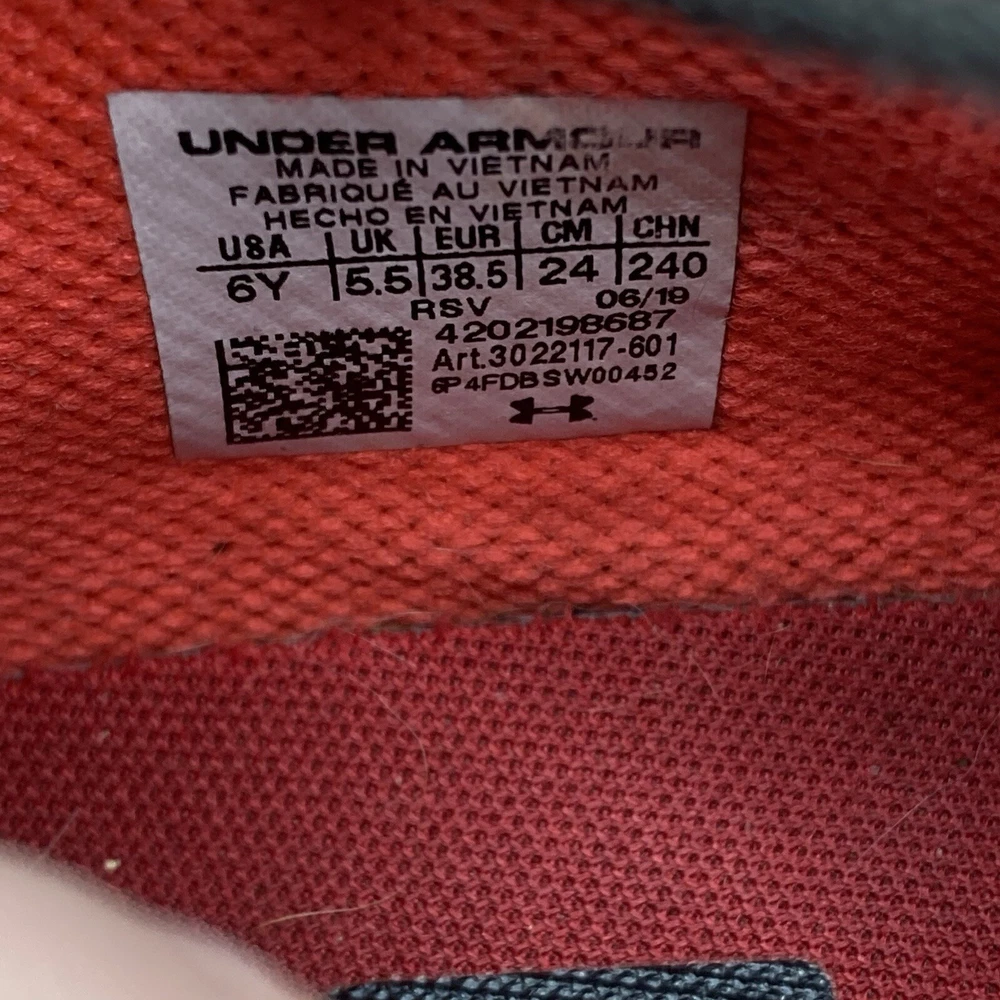 UNDER ARMOUR
MADE IN VIETNAM
FABRIQUÉ AU VIETNAM
HECHO EN VIETNAM
USA UK EUR CM CHN
6Y 5.5 38.5 24 240
RSV 06/19
4202198687
Art.3022117-601
6P4FDBSW00452